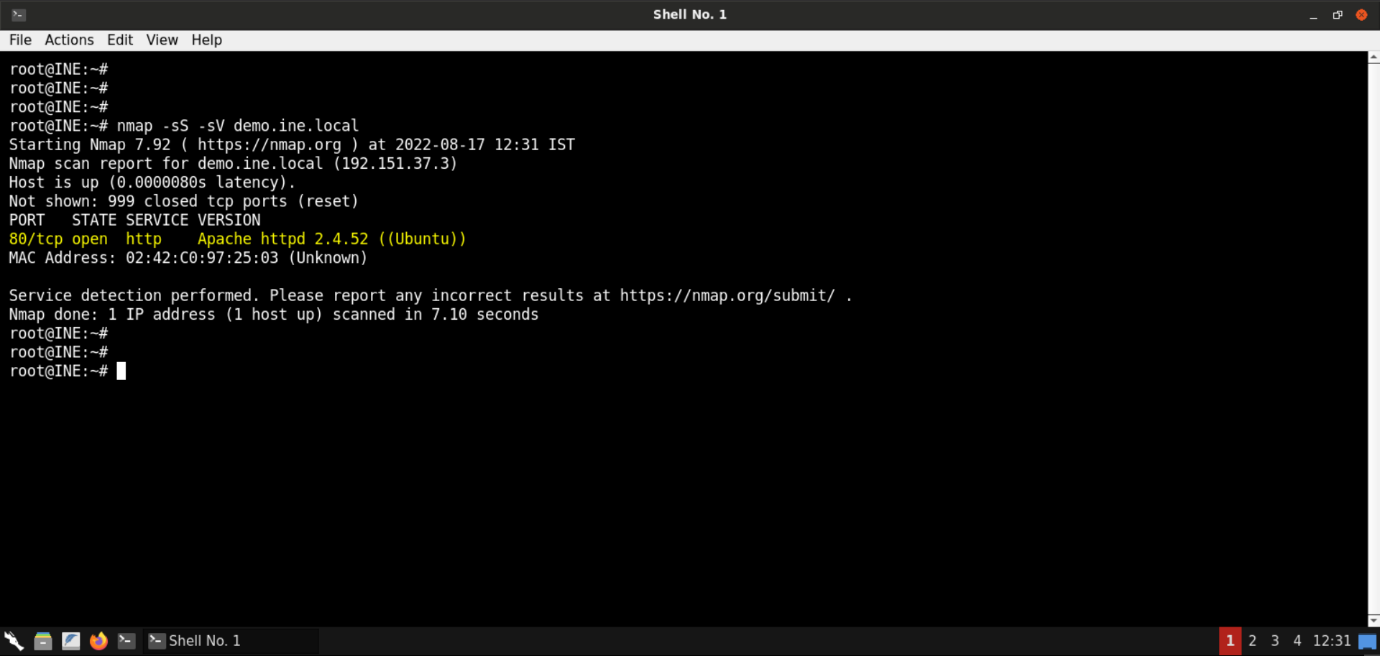 Shell No. 1
File Actions Edit View Help
root@INE:~#
root@INE:~#
root@INE:~#
root@INE:~# nmap -sS -sV demo.ine.local
Starting Nmap 7.92 ( https://nmap.org ) at 2022-08-17 12:31 IST
Nmap scan report for demo.ine.local (192.151.37.3)
Host is up (0.0000080s latency).
Not shown: 999 closed tcp ports (reset)
PORT   STATE SERVICE VERSION
80/tcp open  http    Apache httpd 2.4.52 ((Ubuntu))
MAC Address: 02:42:C0:97:25:03 (Unknown)
Service detection performed. Please report any incorrect results at https://nmap.org/submit/ .
Nmap done: 1 IP address (1 host up) scanned in 7.10 seconds
root@INE:~#
root@INE:~#
root@INE:~#
Shell No. 1 1 2 3 4 12:31